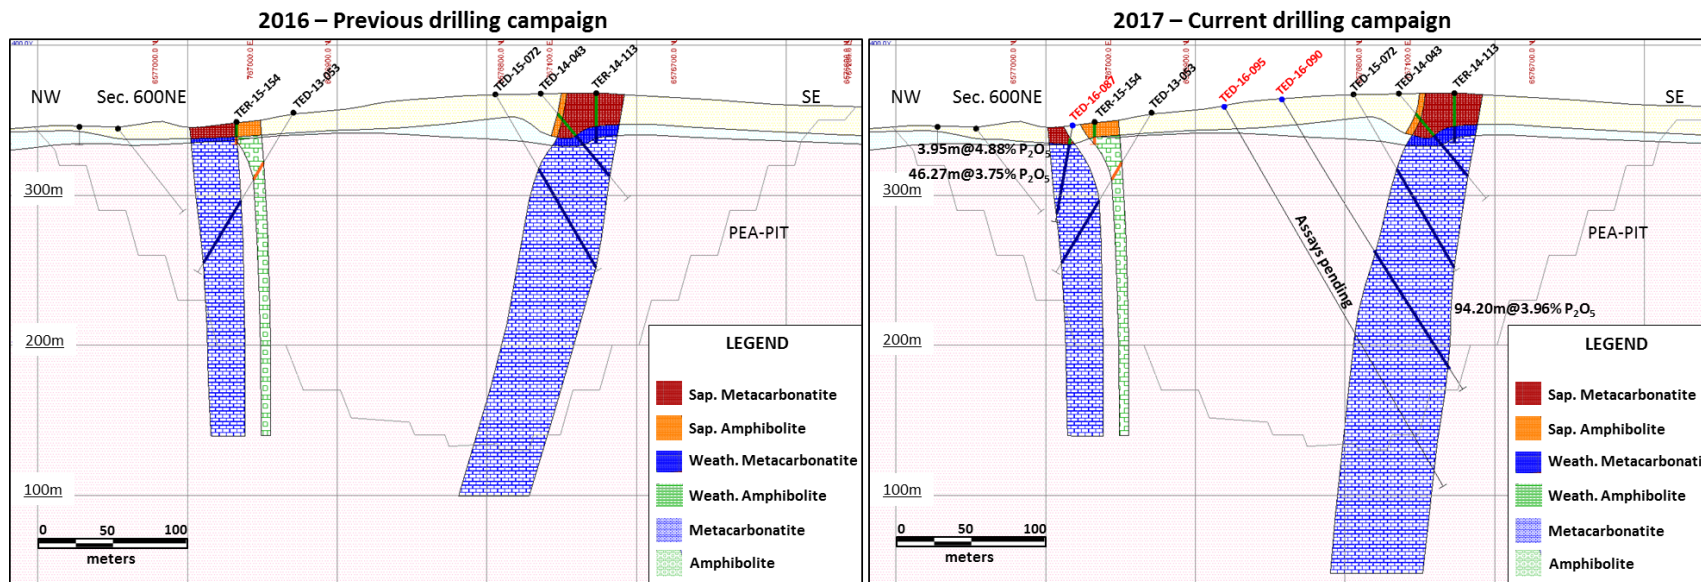 2016 – Previous drilling campaign
NW
Sec. 600NE
TER-15-154
TED-13-053
TED-15-072
TED-14-043
TER-14-113
SE
300m
PEA-PIT
200m
100m
0 50 100
meters
LEGEND
Sap. Metacarbonatite
Sap. Amphibolite
Weath. Metacarbonatite
Weath. Amphibolite
Metacarbonatite
Amphibolite
2017 – Current drilling campaign
NW
Sec. 600NE
TED-16-087
TER-15-154
TED-13-053
TED-16-095
TED-16-090
TED-15-072
TED-14-043
TER-14-113
SE
3.95m@4.88% P₂O₅
46.27m@3.75% P₂O₅
300m
Assays pending
PEA-PIT
94.20m@3.96% P₂O₅
200m
100m
0 50 100
meters
LEGEND
Sap. Metacarbonatite
Sap. Amphibolite
Weath. Metacarbonati
Weath. Amphibolite
Metacarbonatite
Amphibolite